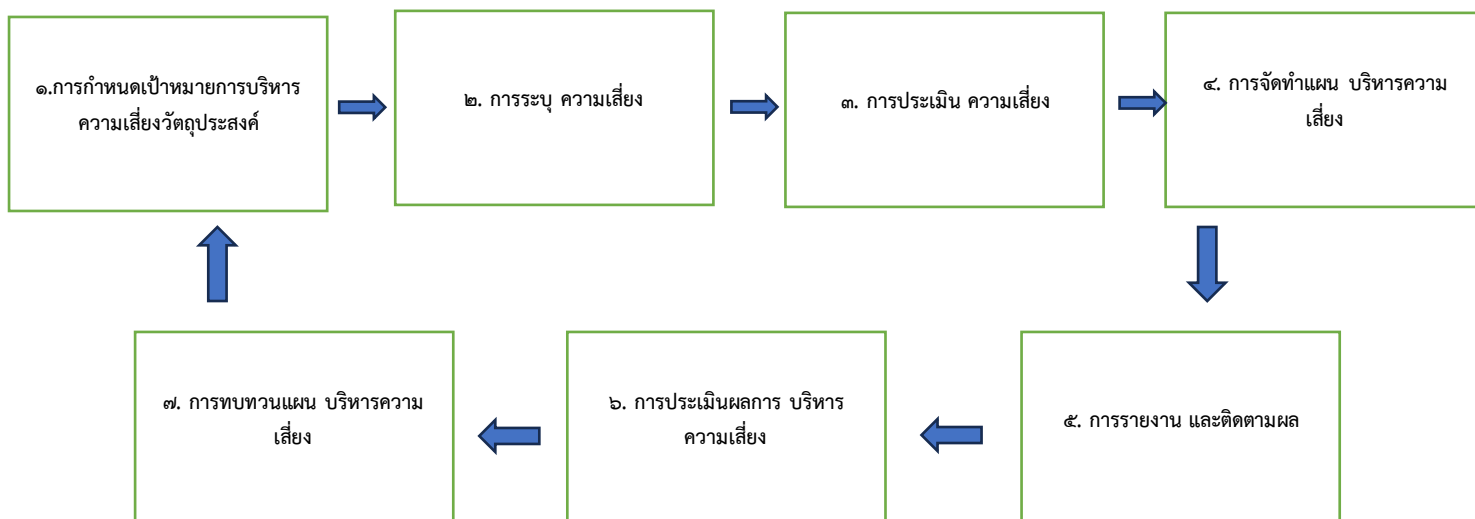 ๑.การกำหนดเป้าหมายการบริหาร
ความเสี่ยงวัตถุประสงค์
๒. การระบุ ความเสี่ยง
๓. การประเมิน ความเสี่ยง
๔. การจัดทำแผน บริหารความ
เสี่ยง
๕. การรายงาน และติดตามผล
๖. การประเมินผลการ บริหาร
ความเสี่ยง
๗. การทบทวนแผน บริหารความ
เสี่ยง